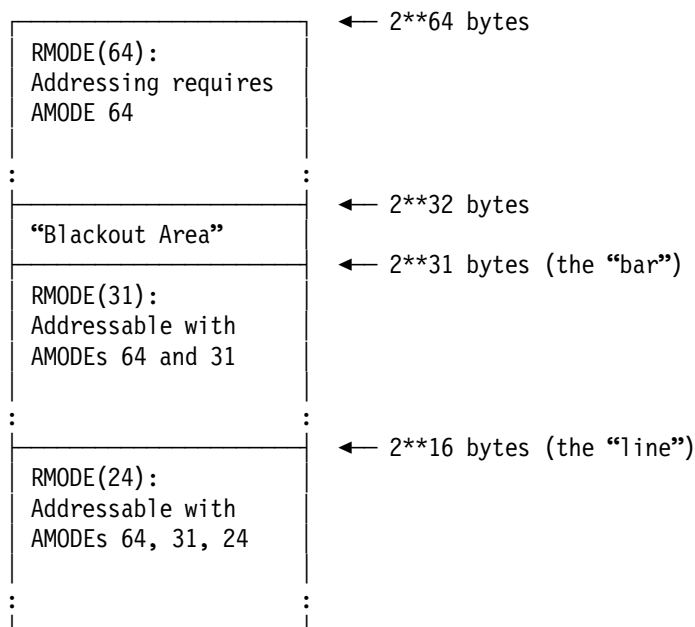 ◄── 2**64 bytes
RMODE(64):
Addressing requires
AMODE 64
:                :
◄── 2**32 bytes
“Blackout Area”
◄── 2**31 bytes (the “bar”)
RMODE(31):
Addressable with
AMODEs 64 and 31
:                :
◄── 2**16 bytes (the “line”)
RMODE(24):
Addressable with
AMODEs 64, 31, 24
:                :